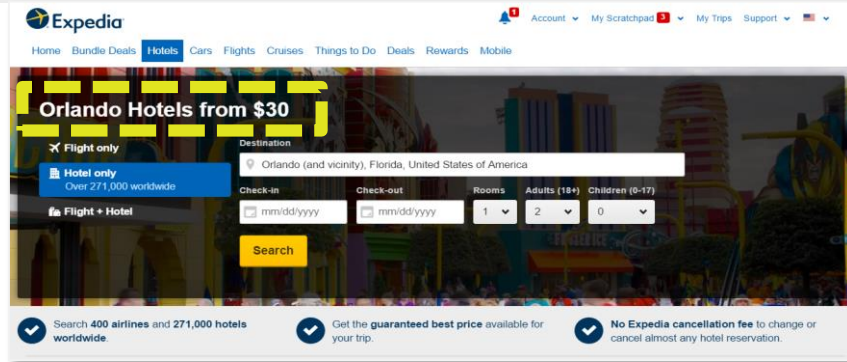 Expedia
1 Account My Scratchpad 3 My Trips Support
Home Bundle Deals Hotels Cars Flights Cruises Things to Do Deals Rewards Mobile
Orlando Hotels from $30
Flight only
Hotel only
Over 271,000 worldwide
Flight + Hotel
Destination
Orlando (and vicinity), Florida, United States of America
Check-in Check-out Rooms Adults (18+) Children (0-17)
mm/dd/yyyy mm/dd/yyyy 1 2 0
Search
Search 400 airlines and 271,000 hotels
worldwide.
Get the guaranteed best price available for
your trip.
No Expedia cancellation fee to change or
cancel almost any hotel reservation.